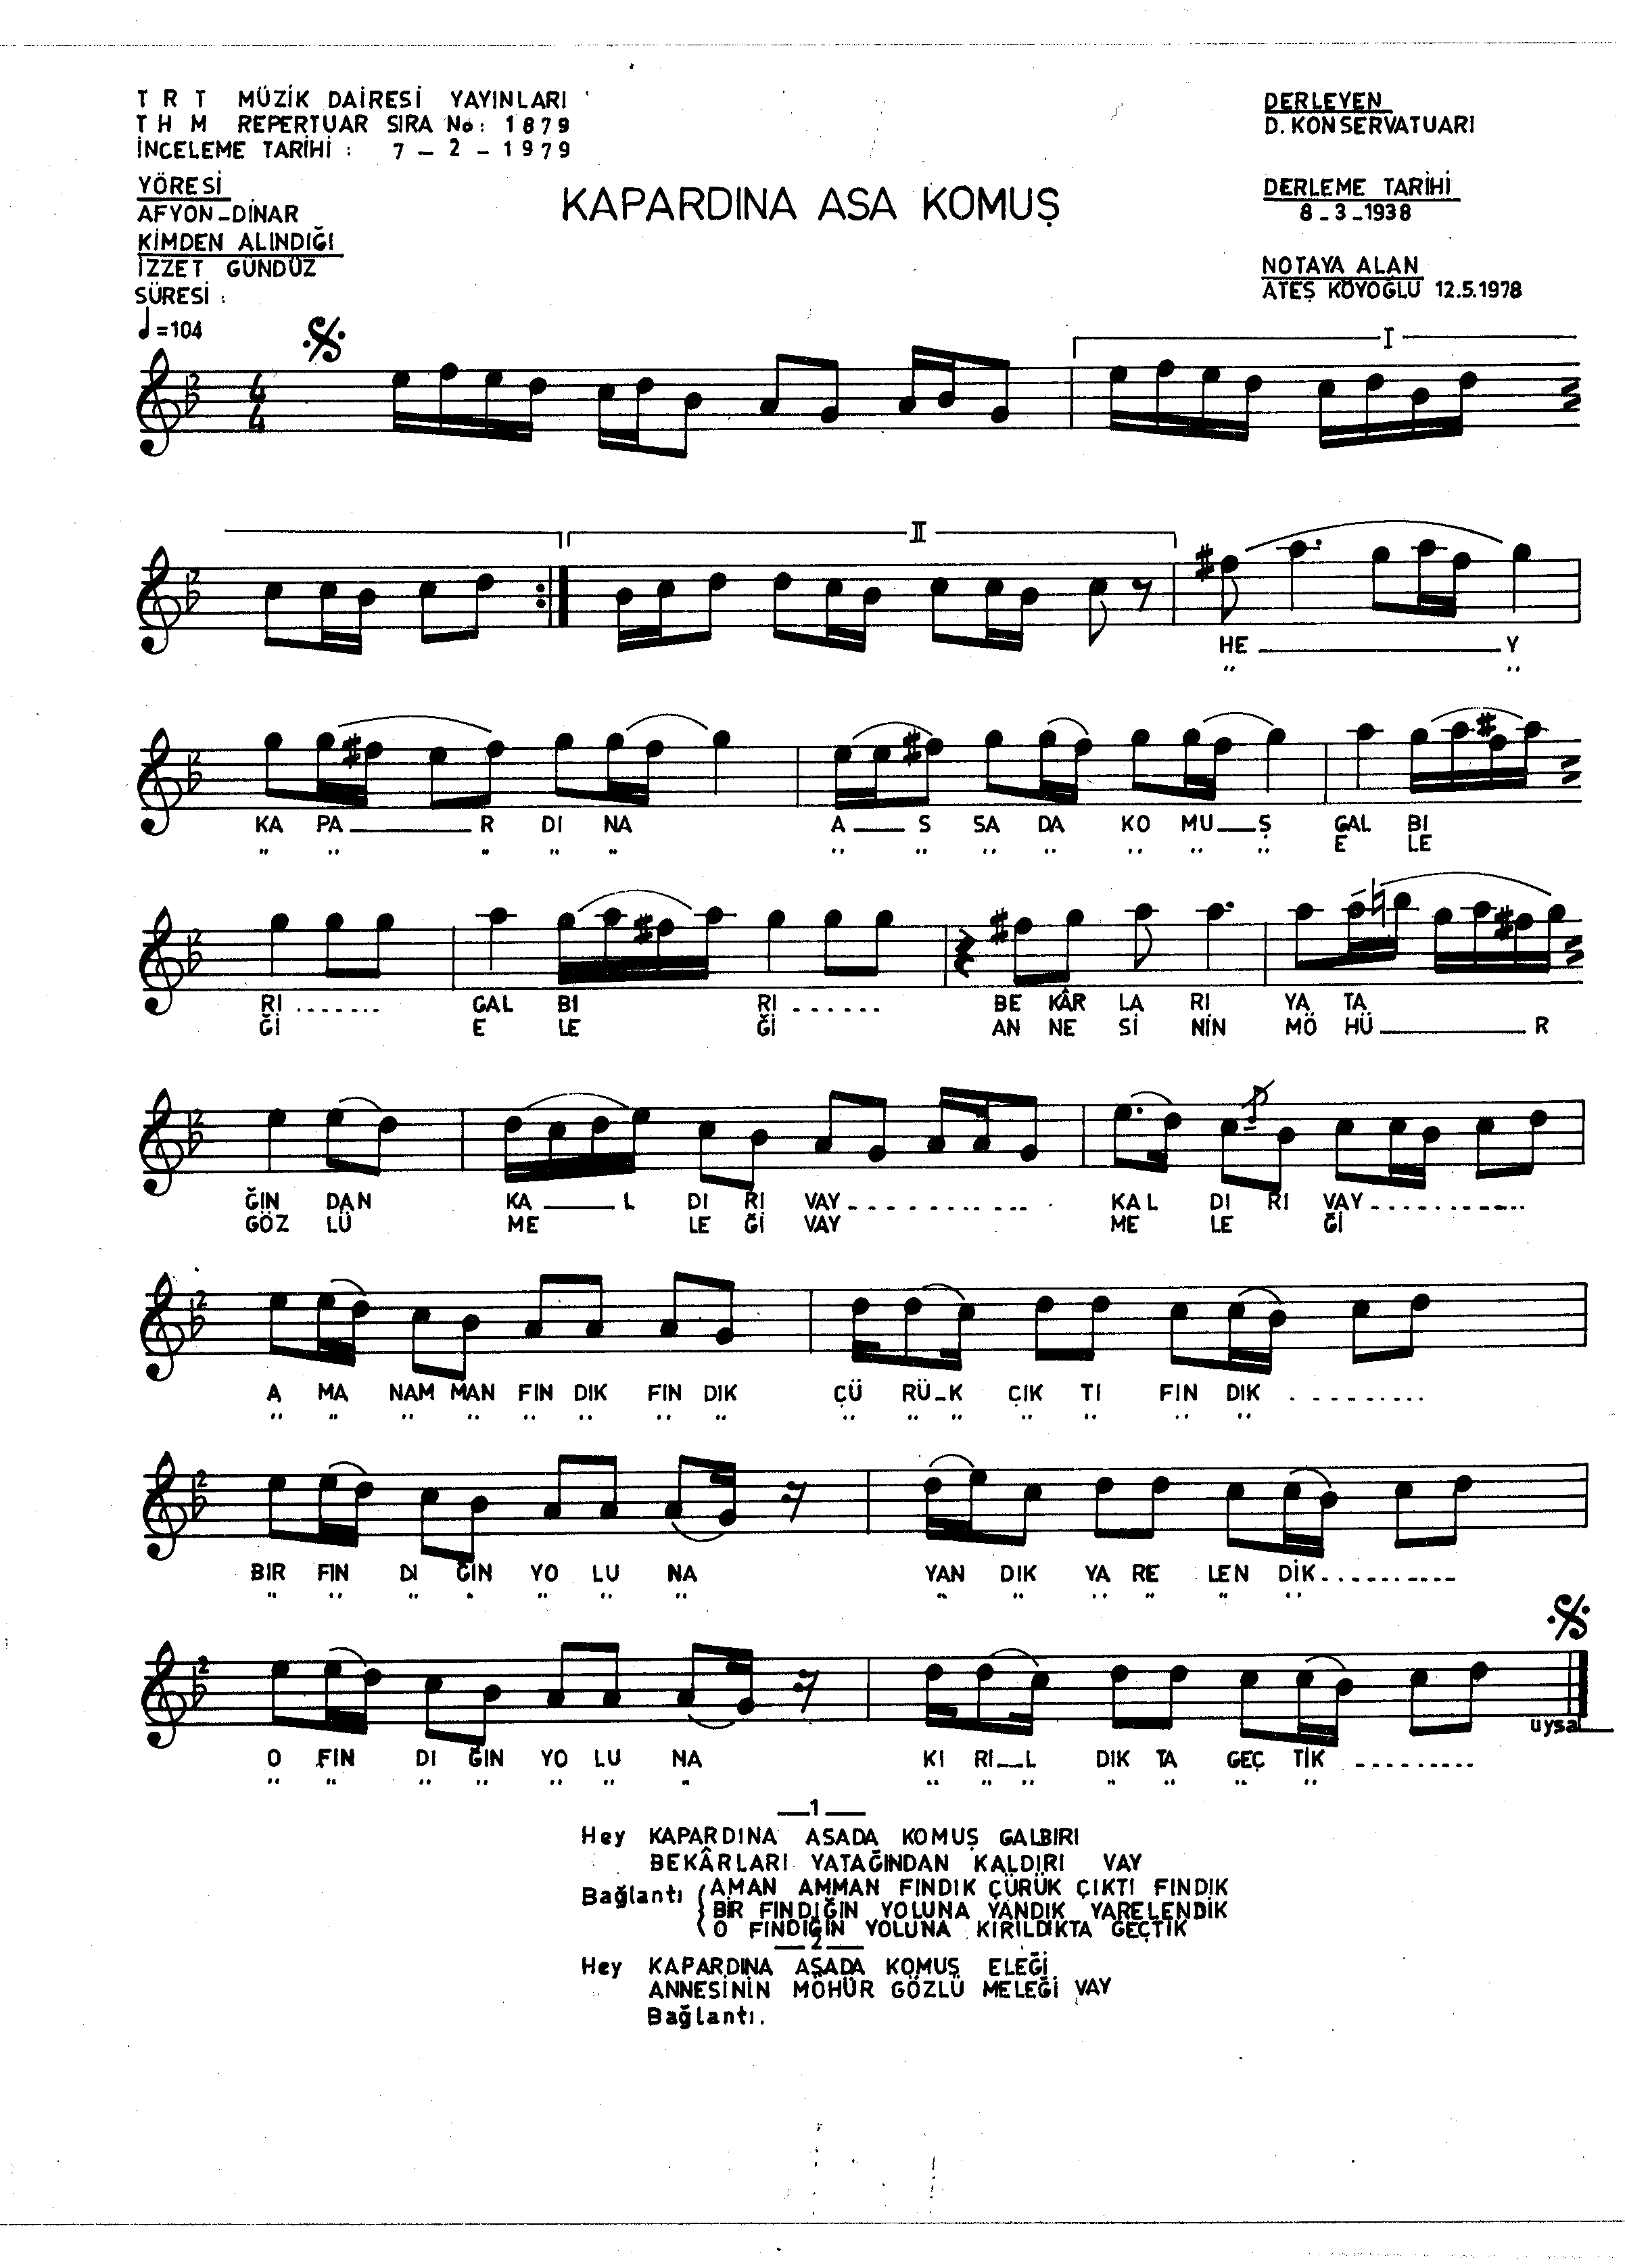 T R T MÜZİK DAİRESİ YAYINLARI
T H M REPERTUAR SIRA No: 1879
İNCELEME TARİHİ : 7 - 2 - 1979
DERLEYEN
D. KONSERVATUARI
YÖRESİ
AFYON-DİNAR
KİMDEN ALINDIĞI
İZZET GÜNDÜZ
SÜRESİ :
KAPARDINA ASA KOMUŞ
DERLEME TARİHİ
8-3-1938
NOTAYA ALAN
ATEŞ KÖYOĞLU 12.5.1978
=104
I
II
HE Y
" "
KA PA R DI NA A S SA DA KO MU Ş GAL BI
" " " " " " " " " " " " E LE
RI ....... GAL BI RI ...... BE KÂR LA RI YA TA
Ğİ E LE Ğİ AN NE Sİ NİN MÖ HÜ R
ĞIN DAN KA L DI RI VAY............ KAL DI RI VAY...........
GÖZ LÜ ME LE Ğİ VAY ME LE Ğİ
A MA NAM MAN FIN DIK FIN DIK ÇÜ RÜ-K ÇIK TI FIN DIK .........
" " " " " " " " " " " " " " "
BIR FIN DI ĞIN YO LU NA YAN DIK YA RE LEN DİK..........
" " " " " " " " " " " " "
O FIN DI ĞIN YO LU NA KI RI L DIK TA GEÇ TİK .........
" " " " " " " " " " " " " "
uysal
1
Hey KAPARDINA ASADA KOMUŞ GALBIRI
BEKÂRLARI YATAĞINDAN KALDIRI VAY
Bağlantı { AMAN AMMAN FINDIK ÇÜRÜK ÇIKTI FINDIK
BİR FINDIĞIN YOLUNA YANDIK YARELENDİK
O FINDIĞIN YOLUNA KIRILDIKTA GEÇTİK
2
Hey KAPARDINA AŞADA KOMUŞ ELEĞİ
ANNESİNİN MÖHÜR GÖZLÜ MELEĞİ VAY
Bağlantı.